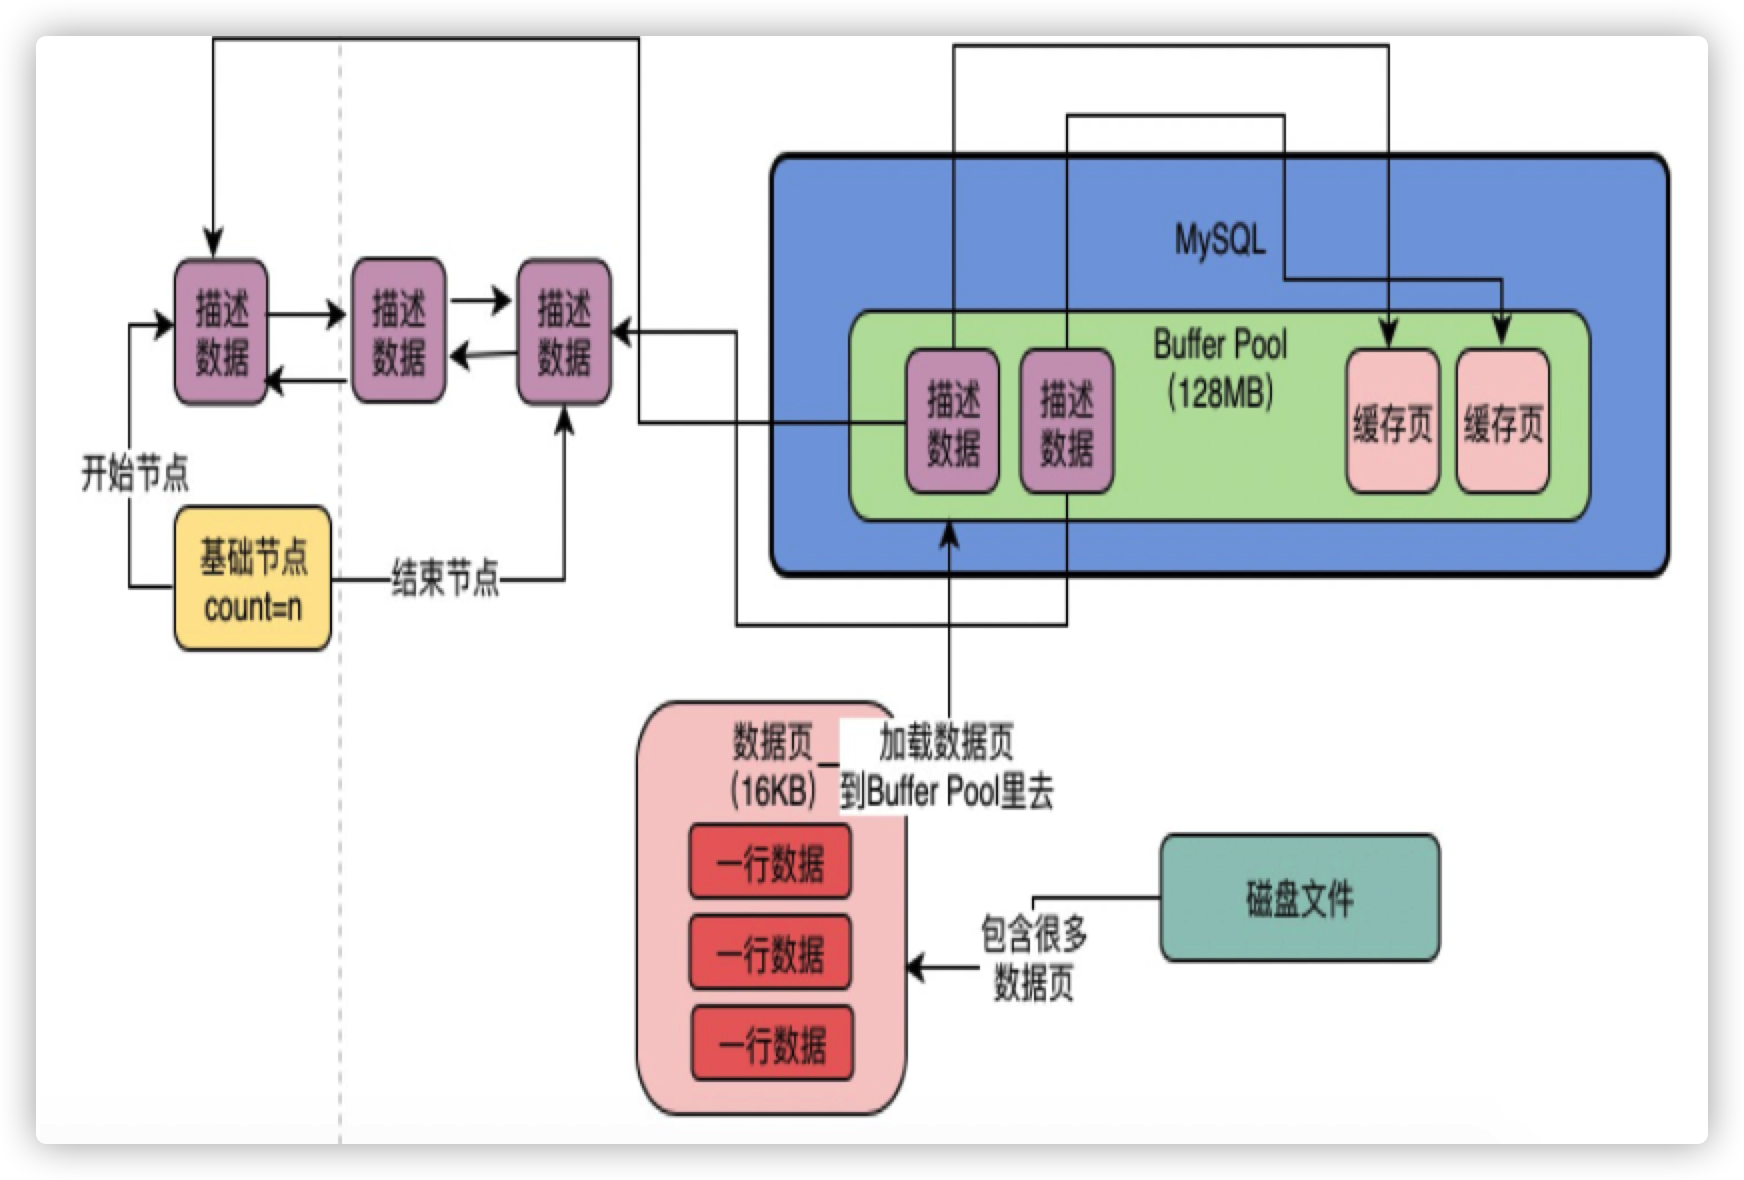 MySQL
描述
数据
描述
数据
描述
数据
Buffer Pool
(128MB)
描述
数据
描述
数据
缓存页
缓存页
开始节点
基础节点
count=n
结束节点
数据页
(16KB)
加载数据页
到Buffer Pool里去
一行数据
一行数据
一行数据
磁盘文件
包含很多
数据页